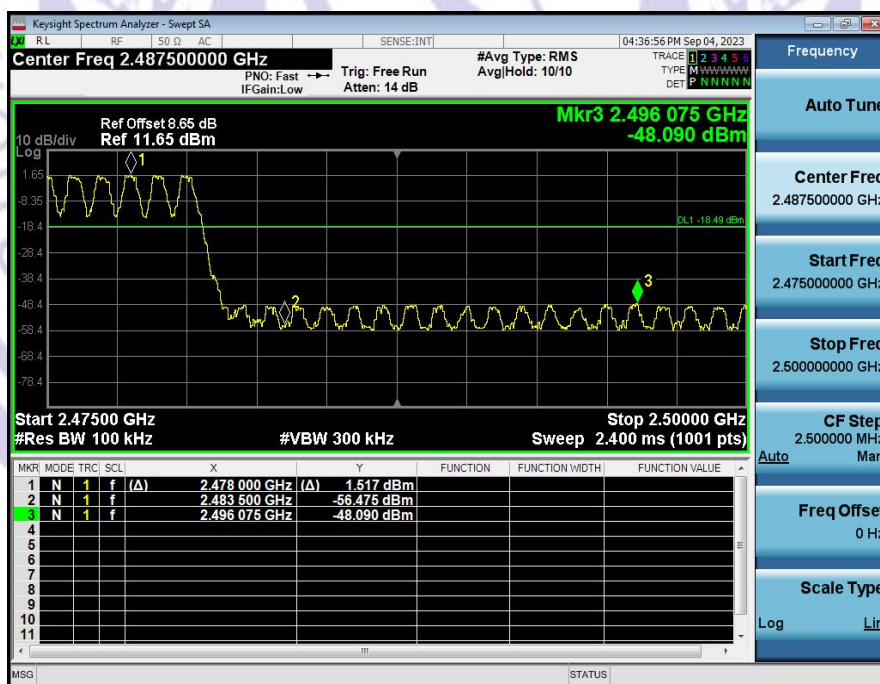 Keysight Spectrum Analyzer - Swept SA
LXI RL RF 50 Ω AC SENSE:INT 04:36:56 PM Sep 04, 2023
Center Freq 2.487500000 GHz
PNO: Fast
IFGain:Low
Trig: Free Run
Atten: 14 dB
#Avg Type: RMS
Avg|Hold: 10/10
TRACE 1 2 3 4 5 6
TYPE M WWWWW
DET P N N N N N
Ref Offset 8.65 dB
Ref 11.65 dBm
10 dB/div
Log
Mkr3 2.496 075 GHz
-48.090 dBm
1.65
-8.35
-18.4
-28.4
-38.4
-48.4
-58.4
-68.4
-78.4
1
2
3
DL1 -18.49 dBm
Start 2.47500 GHz Stop 2.50000 GHz
#Res BW 100 kHz #VBW 300 kHz Sweep 2.400 ms (1001 pts)
MKR MODE TRC SCL X Y FUNCTION FUNCTION WIDTH FUNCTION VALUE
1 N 1 f (Δ) 2.478 000 GHz (Δ) 1.517 dBm
2 N 1 f 2.483 500 GHz -56.475 dBm
3 N 1 f 2.496 075 GHz -48.090 dBm
4
5
6
7
8
9
10
11
MSG STATUS
Frequency
Auto Tune
Center Freq
2.487500000 GHz
Start Freq
2.475000000 GHz
Stop Freq
2.500000000 GHz
CF Step
2.500000 MHz
Auto Man
Freq Offset
0 Hz
Scale Type
Log Lin